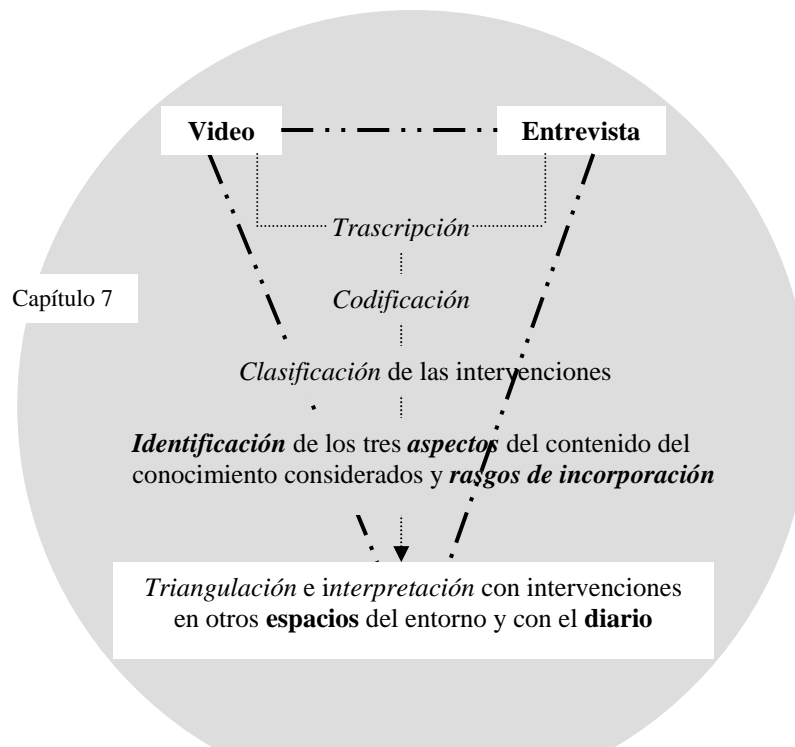 Video
Entrevista
Trascripción
Capítulo 7
Codificación
Clasificación de las intervenciones
Identificación de los tres aspectos del contenido del
conocimiento considerados y rasgos de incorporación
Triangulación e interpretación con intervenciones
en otros espacios del entorno y con el diario